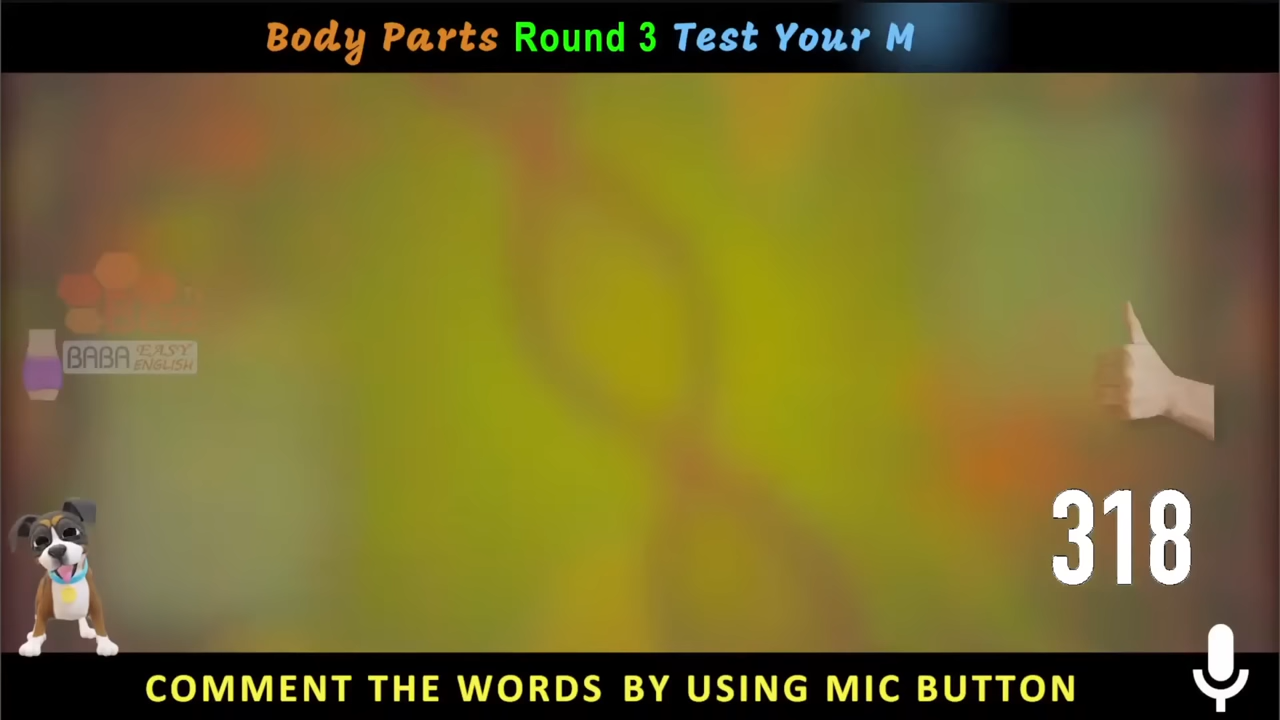 Body Parts Round 3 Test Your M
BABA EASY ENGLISH
318
COMMENT THE WORDS BY USING MIC BUTTON